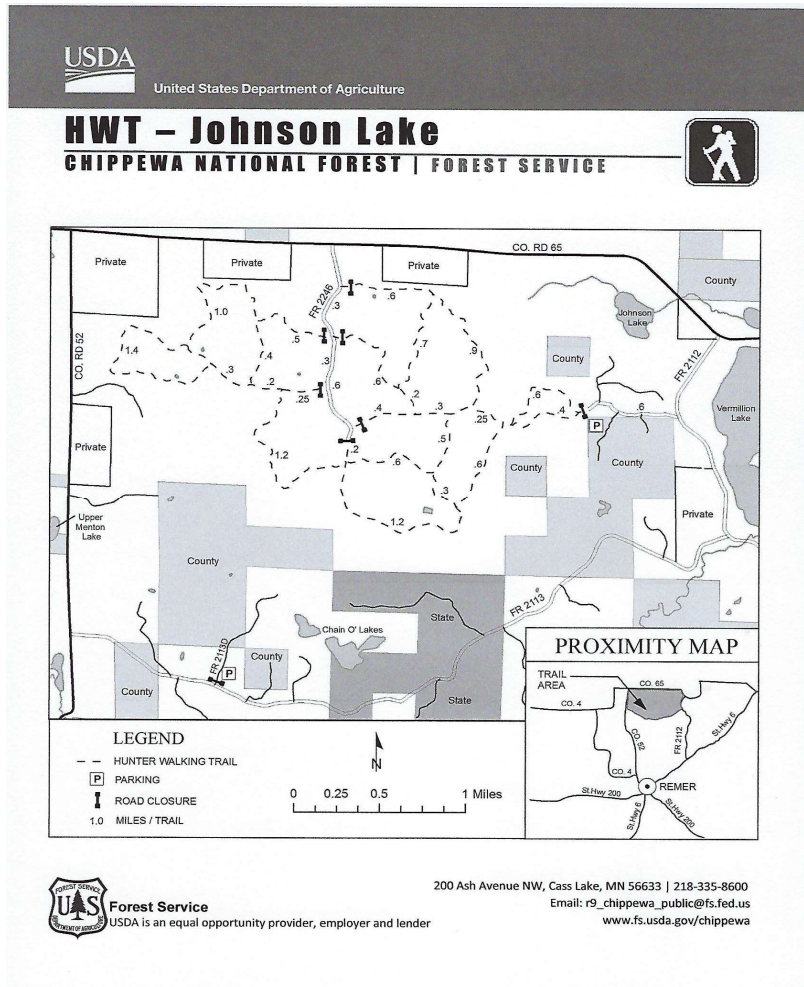 USDA
United States Department of Agriculture
HWT – Johnson Lake
CHIPPEWA NATIONAL FOREST | FOREST SERVICE
CO. RD 65
Private
Private
Private
County
FR 2246
.3
.6
1.0
Johnson
Lake
CO. RD 52
1.4
.5
.7
.9
.4
.3
County
FR 2112
.3
.2
.6
.6
.2
.6
.25
.4
.3
.25
.4
.6
P
Vermillion
Lake
Private
1.2
.2
.5
.6
.6
County
County
.3
Private
Upper
Menton
Lake
1.2
County
FR 2113
State
Chain O' Lakes
FR 2113D
P
County
County
State
PROXIMITY MAP
TRAIL
AREA
CO. 65
CO. 4
CO. 52
FR 2112
St.Hwy 6
CO. 4
REMER
St.Hwy 200
St.Hwy 6
St.Hwy 200
LEGEND
HUNTER WALKING TRAIL
P PARKING
ROAD CLOSURE
1.0 MILES / TRAIL
N
0 0.25 0.5 1 Miles
FOREST SERVICE
U S
DEPARTMENT OF AGRICULTURE
Forest Service
USDA is an equal opportunity provider, employer and lender
200 Ash Avenue NW, Cass Lake, MN 56633 | 218-335-8600
Email: r9_chippewa_public@fs.fed.us
www.fs.usda.gov/chippewa